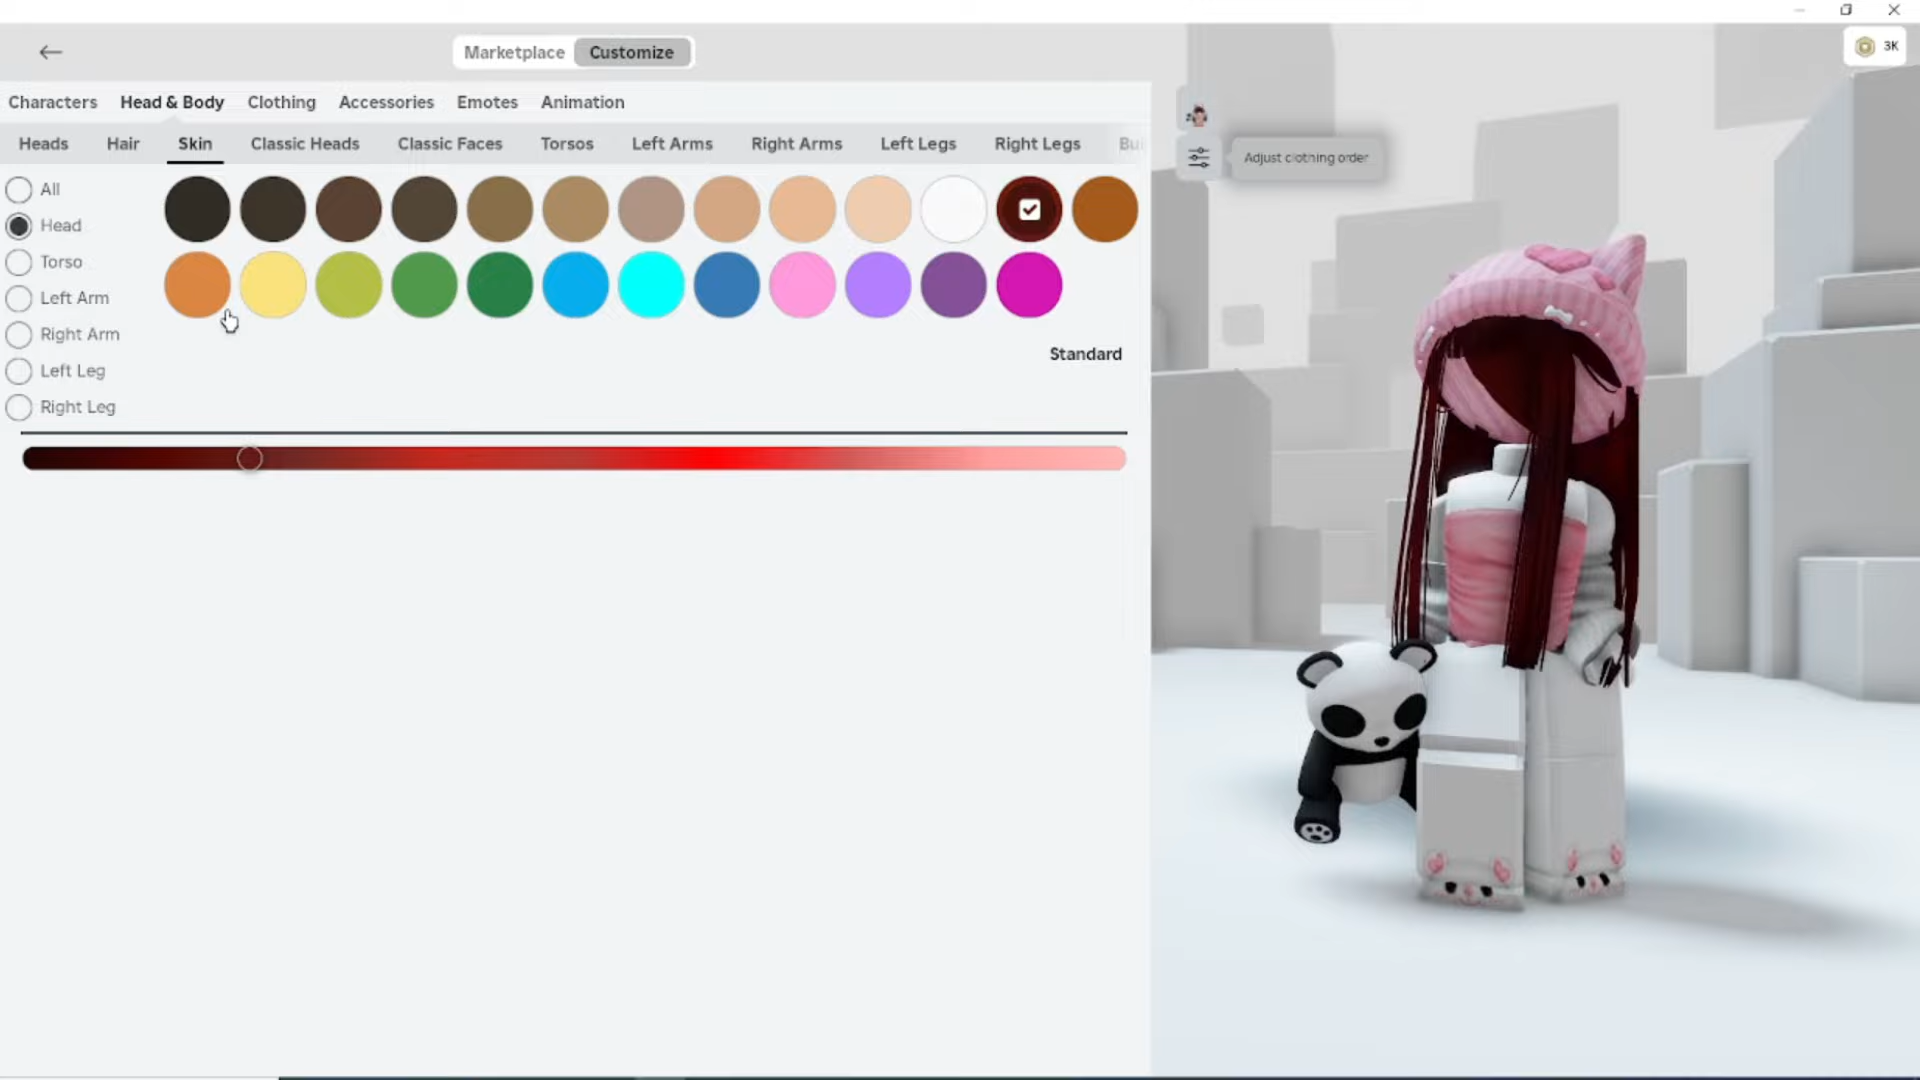 Marketplace Customize
3K
Characters Head & Body Clothing Accessories Emotes Animation
Heads Hair Skin Classic Heads Classic Faces Torsos Left Arms Right Arms Left Legs Right Legs
Adjust clothing order
All
Head
Torso
Left Arm
Right Arm
Left Leg
Right Leg
Standard